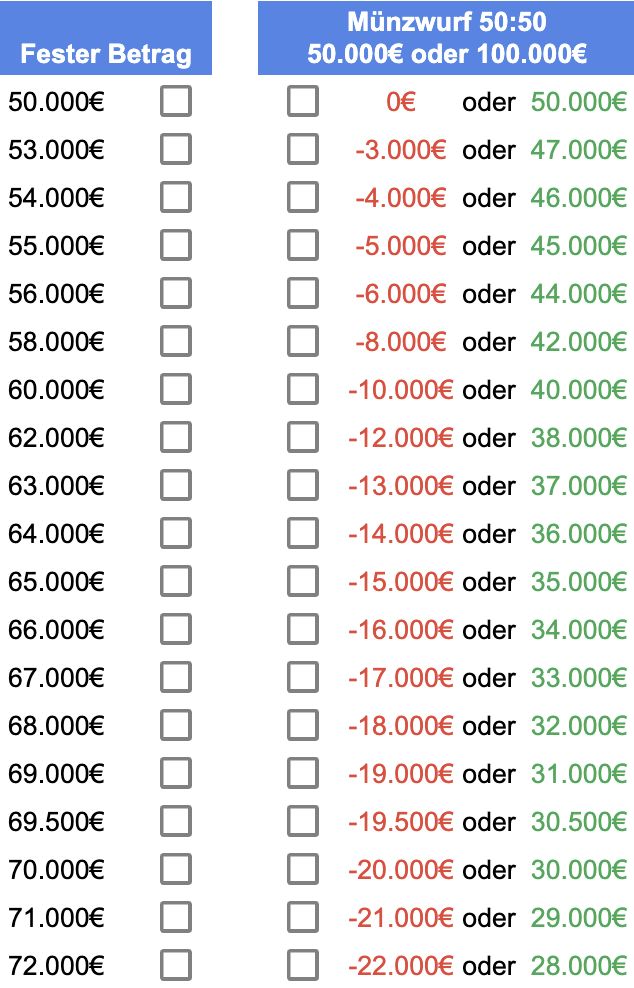 Münzwurf 50:50
Fester Betrag 50.000€ oder 100.000€
50.000€ 0€ oder 50.000€
53.000€ -3.000€ oder 47.000€
54.000€ -4.000€ oder 46.000€
55.000€ -5.000€ oder 45.000€
56.000€ -6.000€ oder 44.000€
58.000€ -8.000€ oder 42.000€
60.000€ -10.000€ oder 40.000€
62.000€ -12.000€ oder 38.000€
63.000€ -13.000€ oder 37.000€
64.000€ -14.000€ oder 36.000€
65.000€ -15.000€ oder 35.000€
66.000€ -16.000€ oder 34.000€
67.000€ -17.000€ oder 33.000€
68.000€ -18.000€ oder 32.000€
69.000€ -19.000€ oder 31.000€
69.500€ -19.500€ oder 30.500€
70.000€ -20.000€ oder 30.000€
71.000€ -21.000€ oder 29.000€
72.000€ -22.000€ oder 28.000€